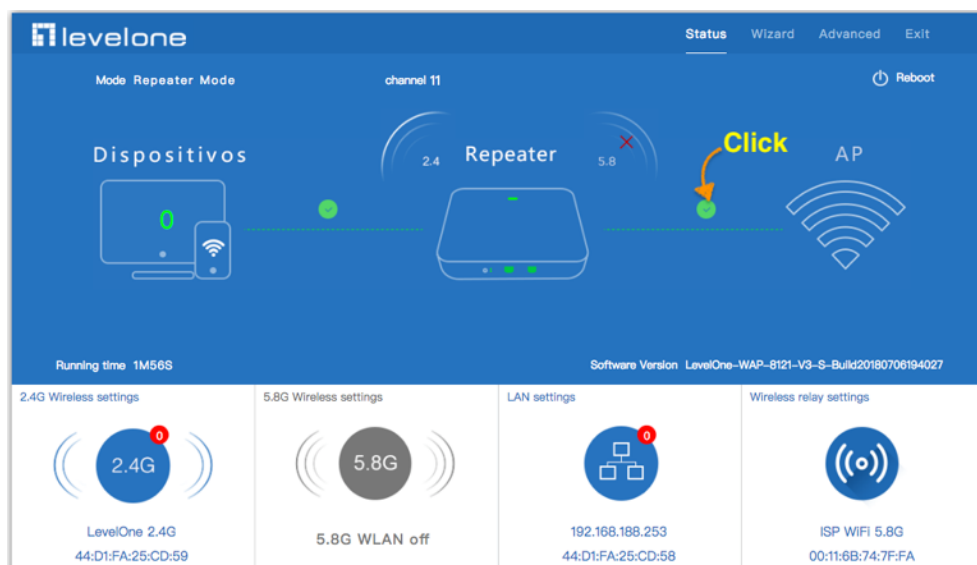 levelone
Status Wizard Advanced Exit
Mode Repeater Mode channel 11 Reboot
Click
Dispositivos 2.4 Repeater 5.8 AP
0
Running time 1M56S Software Version LevelOne-WAP-8121-V3-S-Build20180706194027
2.4G Wireless settings 5.8G Wireless settings LAN settings Wireless relay settings
0 0
2.4G 5.8G
LevelOne 2.4G 5.8G WLAN off 192.168.188.253 ISP WiFi 5.8G
44:D1:FA:25:CD:59 44:D1:FA:25:CD:58 00:11:6B:74:7F:FA